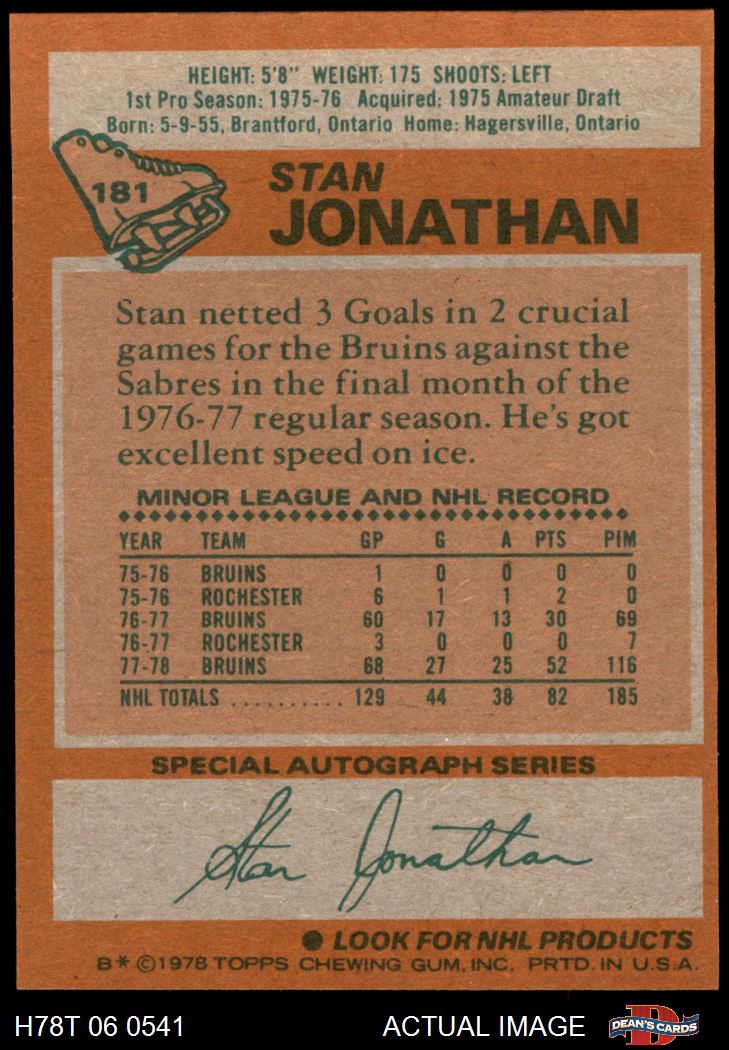 HEIGHT: 5'8" WEIGHT: 175 SHOOTS: LEFT
1st Pro Season: 1975-76 Acquired: 1975 Amateur Draft
Born: 5-9-55, Brantford, Ontario Home: Hagersville, Ontario
181
STAN
JONATHAN
Stan netted 3 Goals in 2 crucial
games for the Bruins against the
Sabres in the final month of the
1976-77 regular season. He's got
excellent speed on ice.
MINOR LEAGUE AND NHL RECORD
YEAR TEAM GP G A PTS PIM
75-76 BRUINS 1 0 0 0 0
75-76 ROCHESTER 6 1 1 2 0
76-77 BRUINS 60 17 13 30 69
76-77 ROCHESTER 3 0 0 0 7
77-78 BRUINS 68 27 25 52 116
NHL TOTALS .......... 129 44 38 82 185
SPECIAL AUTOGRAPH SERIES
Stan Jonathan
● LOOK FOR NHL PRODUCTS
B* ©1978 TOPPS CHEWING GUM, INC. PRTD. IN U.S.A.
H78T 06 0541 ACTUAL IMAGE DEAN'S CARDS